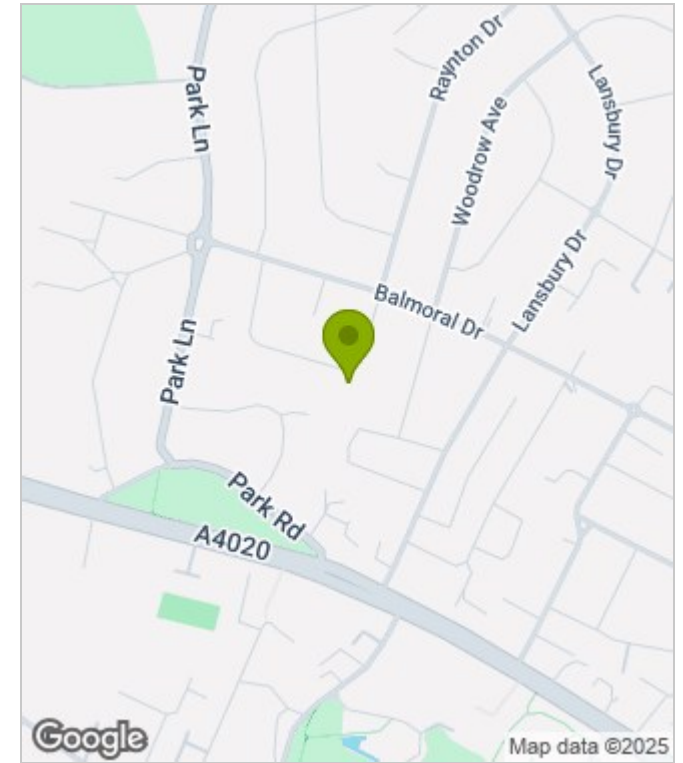 Raynton Dr
Park Ln
Lansbury Dr
Woodrow Ave
Lansbury Dr
Balmoral Dr
Park Ln
Park Rd
A4020
Google
Map data ©2025